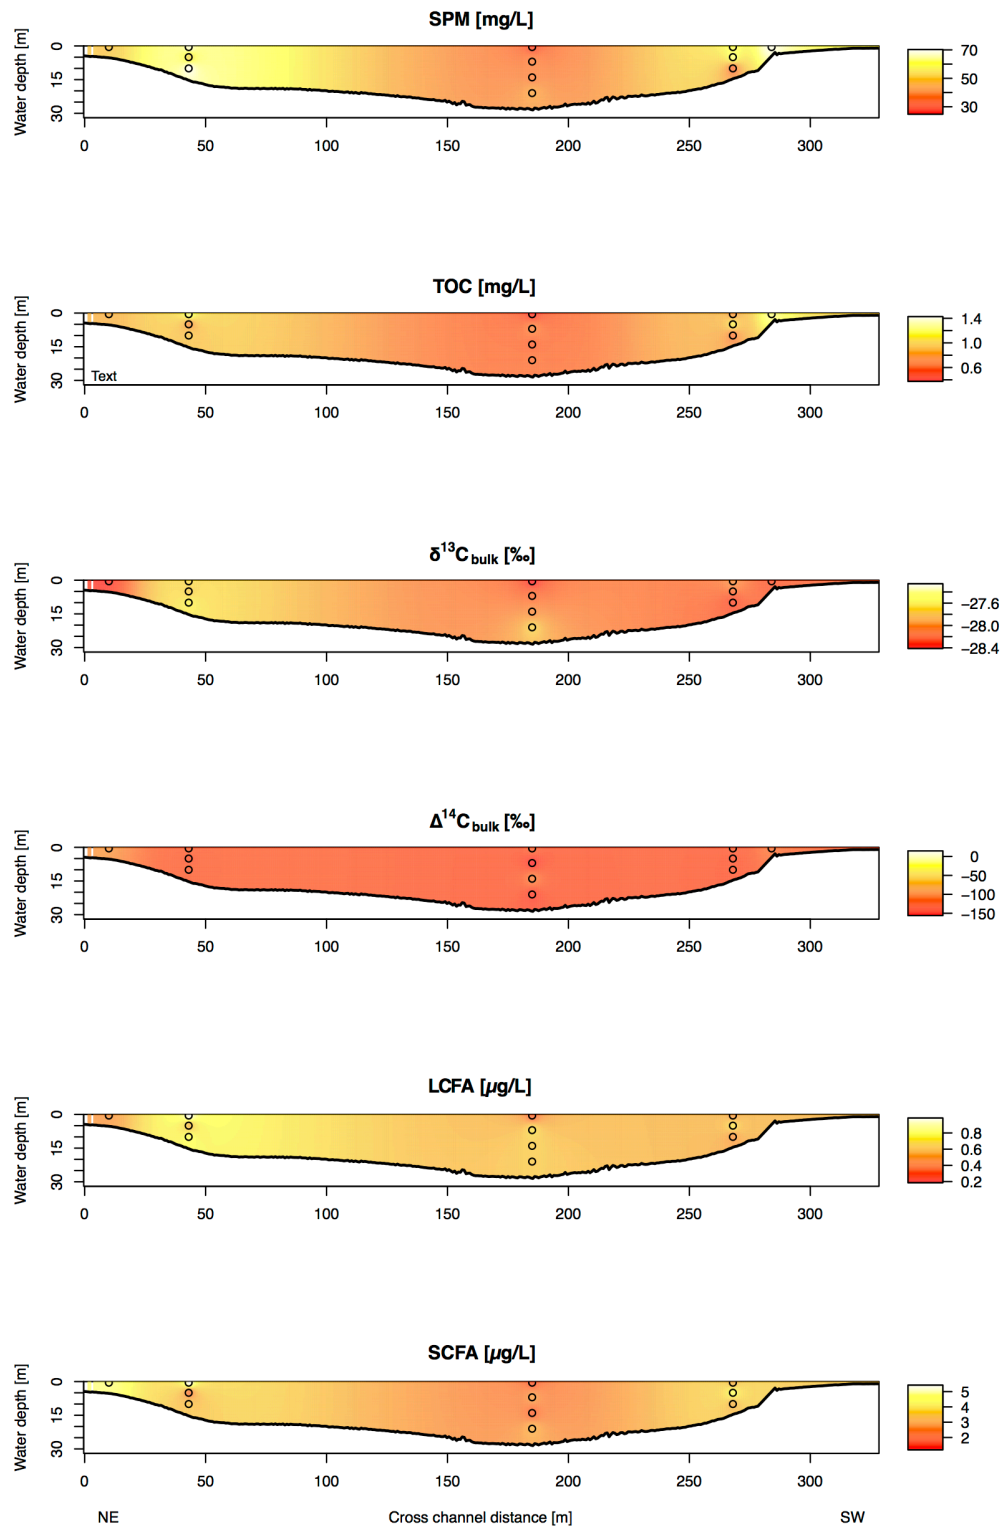 SPM [mg/L]
Water depth [m]
0
15
30
0 50 100 150 200 250 300
70
50
30
TOC [mg/L]
Water depth [m]
0
15
30
Text
0 50 100 150 200 250 300
1.4
1.0
0.6
δ¹³C bulk [‰]
Water depth [m]
0
15
30
0 50 100 150 200 250 300
−27.6
−28.0
−28.4
Δ¹⁴C bulk [‰]
Water depth [m]
0
15
30
0 50 100 150 200 250 300
0
−50
−100
−150
LCFA [µg/L]
Water depth [m]
0
15
30
0 50 100 150 200 250 300
0.8
0.6
0.4
0.2
SCFA [µg/L]
Water depth [m]
0
15
30
0 50 100 150 200 250 300
5
4
3
2
NE Cross channel distance [m] SW